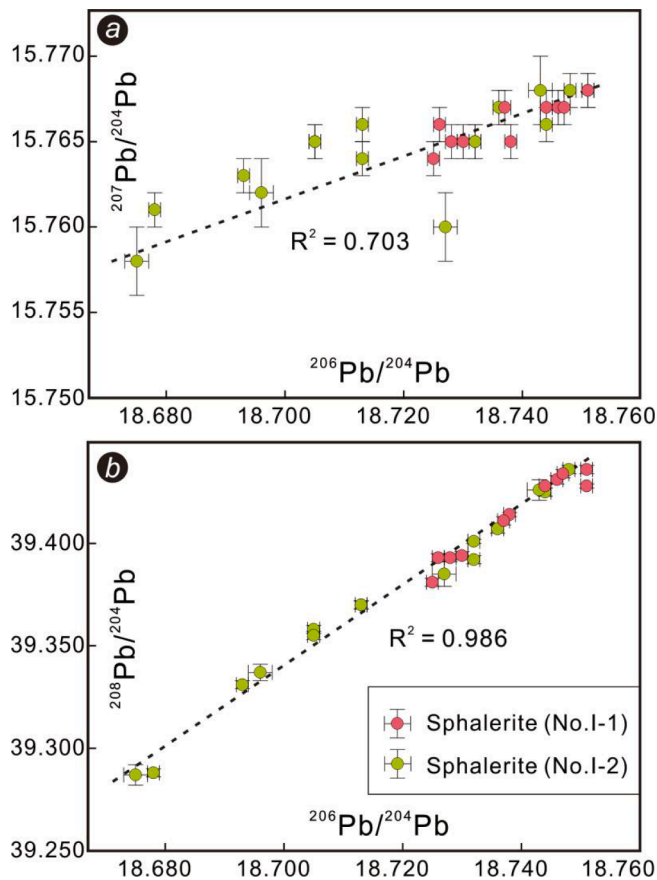 a
15.770
15.765
15.760
15.755
15.750
207Pb/204Pb
R² = 0.703
206Pb/204Pb
18.680 18.700 18.720 18.740 18.760
b
39.400
39.350
39.300
39.250
208Pb/204Pb
R² = 0.986
Sphalerite (No.I-1)
Sphalerite (No.I-2)
206Pb/204Pb
18.680 18.700 18.720 18.740 18.760